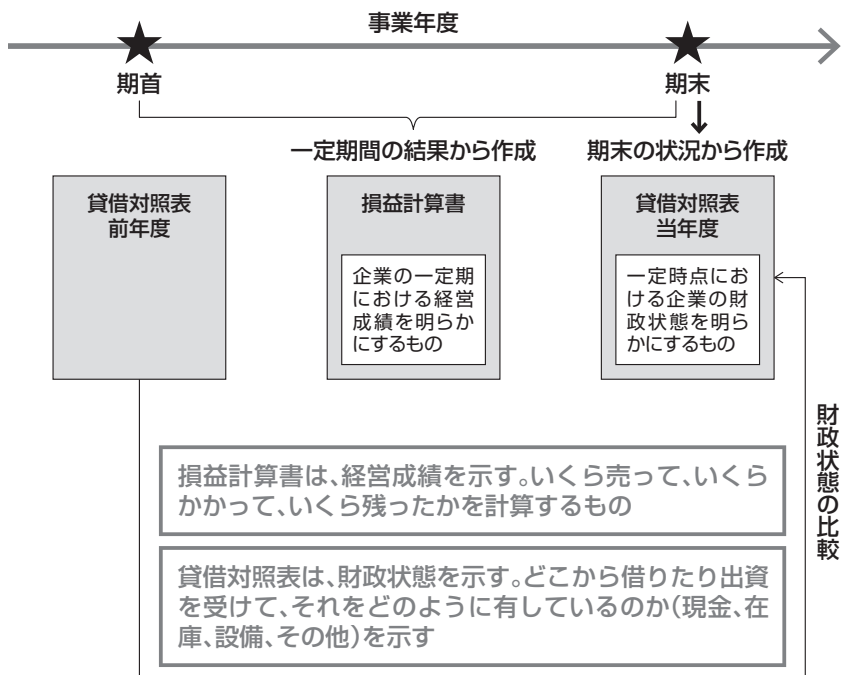 事業年度
期首
期末
一定期間の結果から作成
期末の状況から作成
貸借対照表
前年度
損益計算書
企業の一定期
における経営
成績を明らか
にするもの
貸借対照表
当年度
一定時点にお
ける企業の財
政状態を明ら
かにするもの
財政状態の比較
損益計算書は、経営成績を示す。いくら売って、いくら
かかって、いくら残ったかを計算するもの
貸借対照表は、財政状態を示す。どこから借りたり出資
を受けて、それをどのように有しているのか(現金、在
庫、設備、その他)を示す